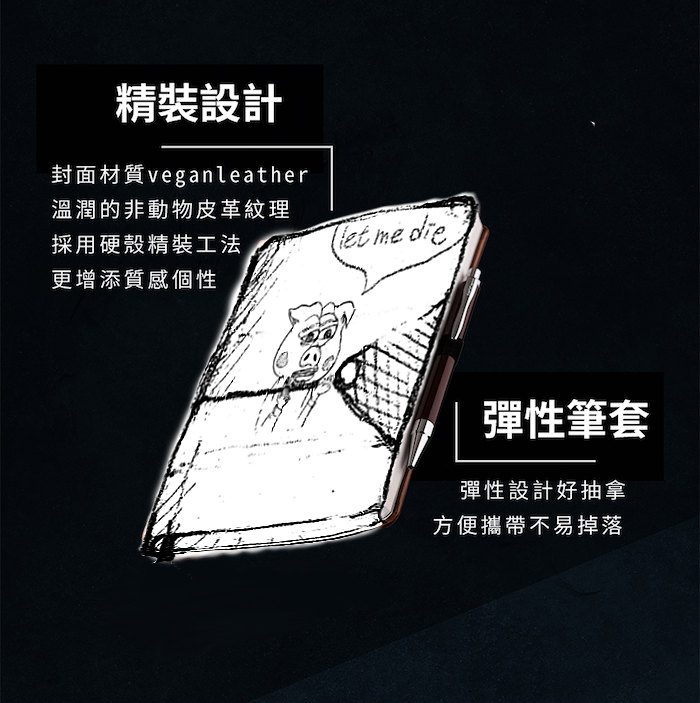 精裝設計
封面材質veganleather
溫潤的非動物皮革紋理
採用硬殼精裝工法
更增添質感個性
let me die
彈性筆套
彈性設計好抽拿
方便攜帶不易掉落